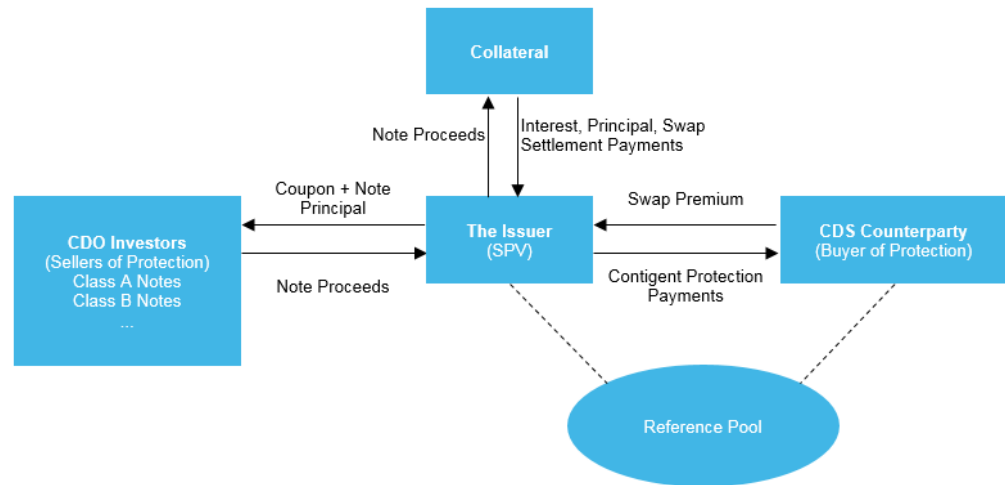 Collateral
Note Proceeds
Interest, Principal, Swap
Settlement Payments
Coupon + Note
Principal
Swap Premium
CDO Investors
(Sellers of Protection)
Class A Notes
Class B Notes
...
The Issuer
(SPV)
CDS Counterparty
(Buyer of Protection)
Note Proceeds
Contigent Protection
Payments
Reference Pool